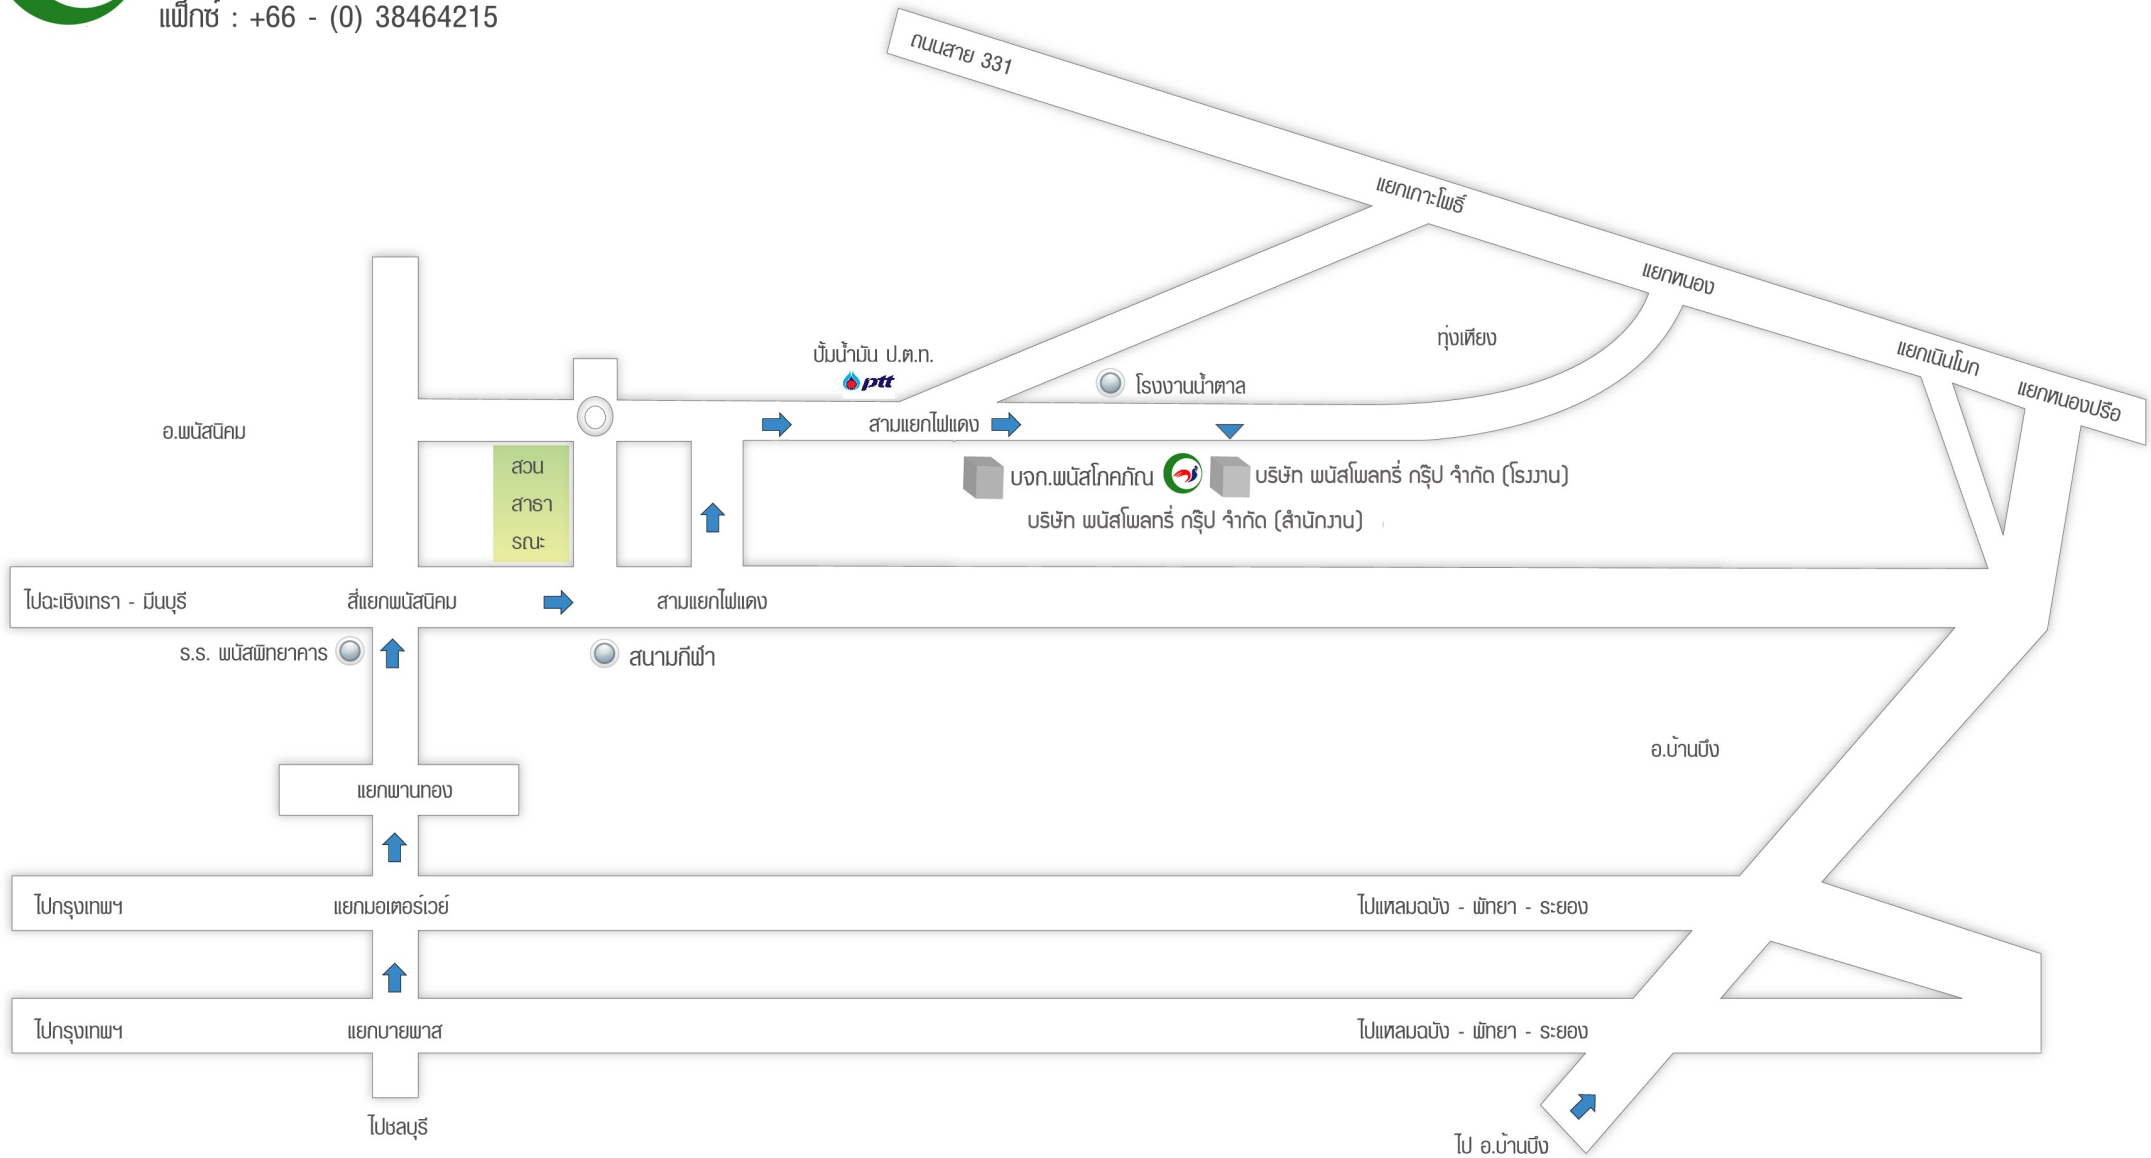 แฟ็กซ์ : +66 - (0) 38464215
ถนนสาย 331
แยกเกาะโพธิ์
แยกหนอง
แยกเนินโมก
แยกหนองปรือ
ทุ่งเหียง
ปั้มน้ำมัน ป.ต.ท.
ptt
โรงงานน้ำตาล
สามแยกไฟแดง
อ.พนัสนิคม
สวน
สาธา
รณะ
บจก.พนัสโภคภัณ
บริษัท พนัสโพลทรี่ กรุ๊ป จำกัด (โรงงาน)
บริษัท พนัสโพลทรี่ กรุ๊ป จำกัด (สำนักงาน)
ไปฉะเชิงเทรา - มีนบุรี
สี่แยกพนัสนิคม
สามแยกไฟแดง
ร.ร. พนัสพิทยาคาร
สนามกีฬา
อ.บ้านบึง
แยกพานทอง
ไปกรุงเทพฯ
แยกมอเตอร์เวย์
ไปแหลมฉบัง - พัทยา - ระยอง
ไปกรุงเทพฯ
แยกบายพาส
ไปแหลมฉบัง - พัทยา - ระยอง
ไปชลบุรี
ไป อ.บ้านบึง